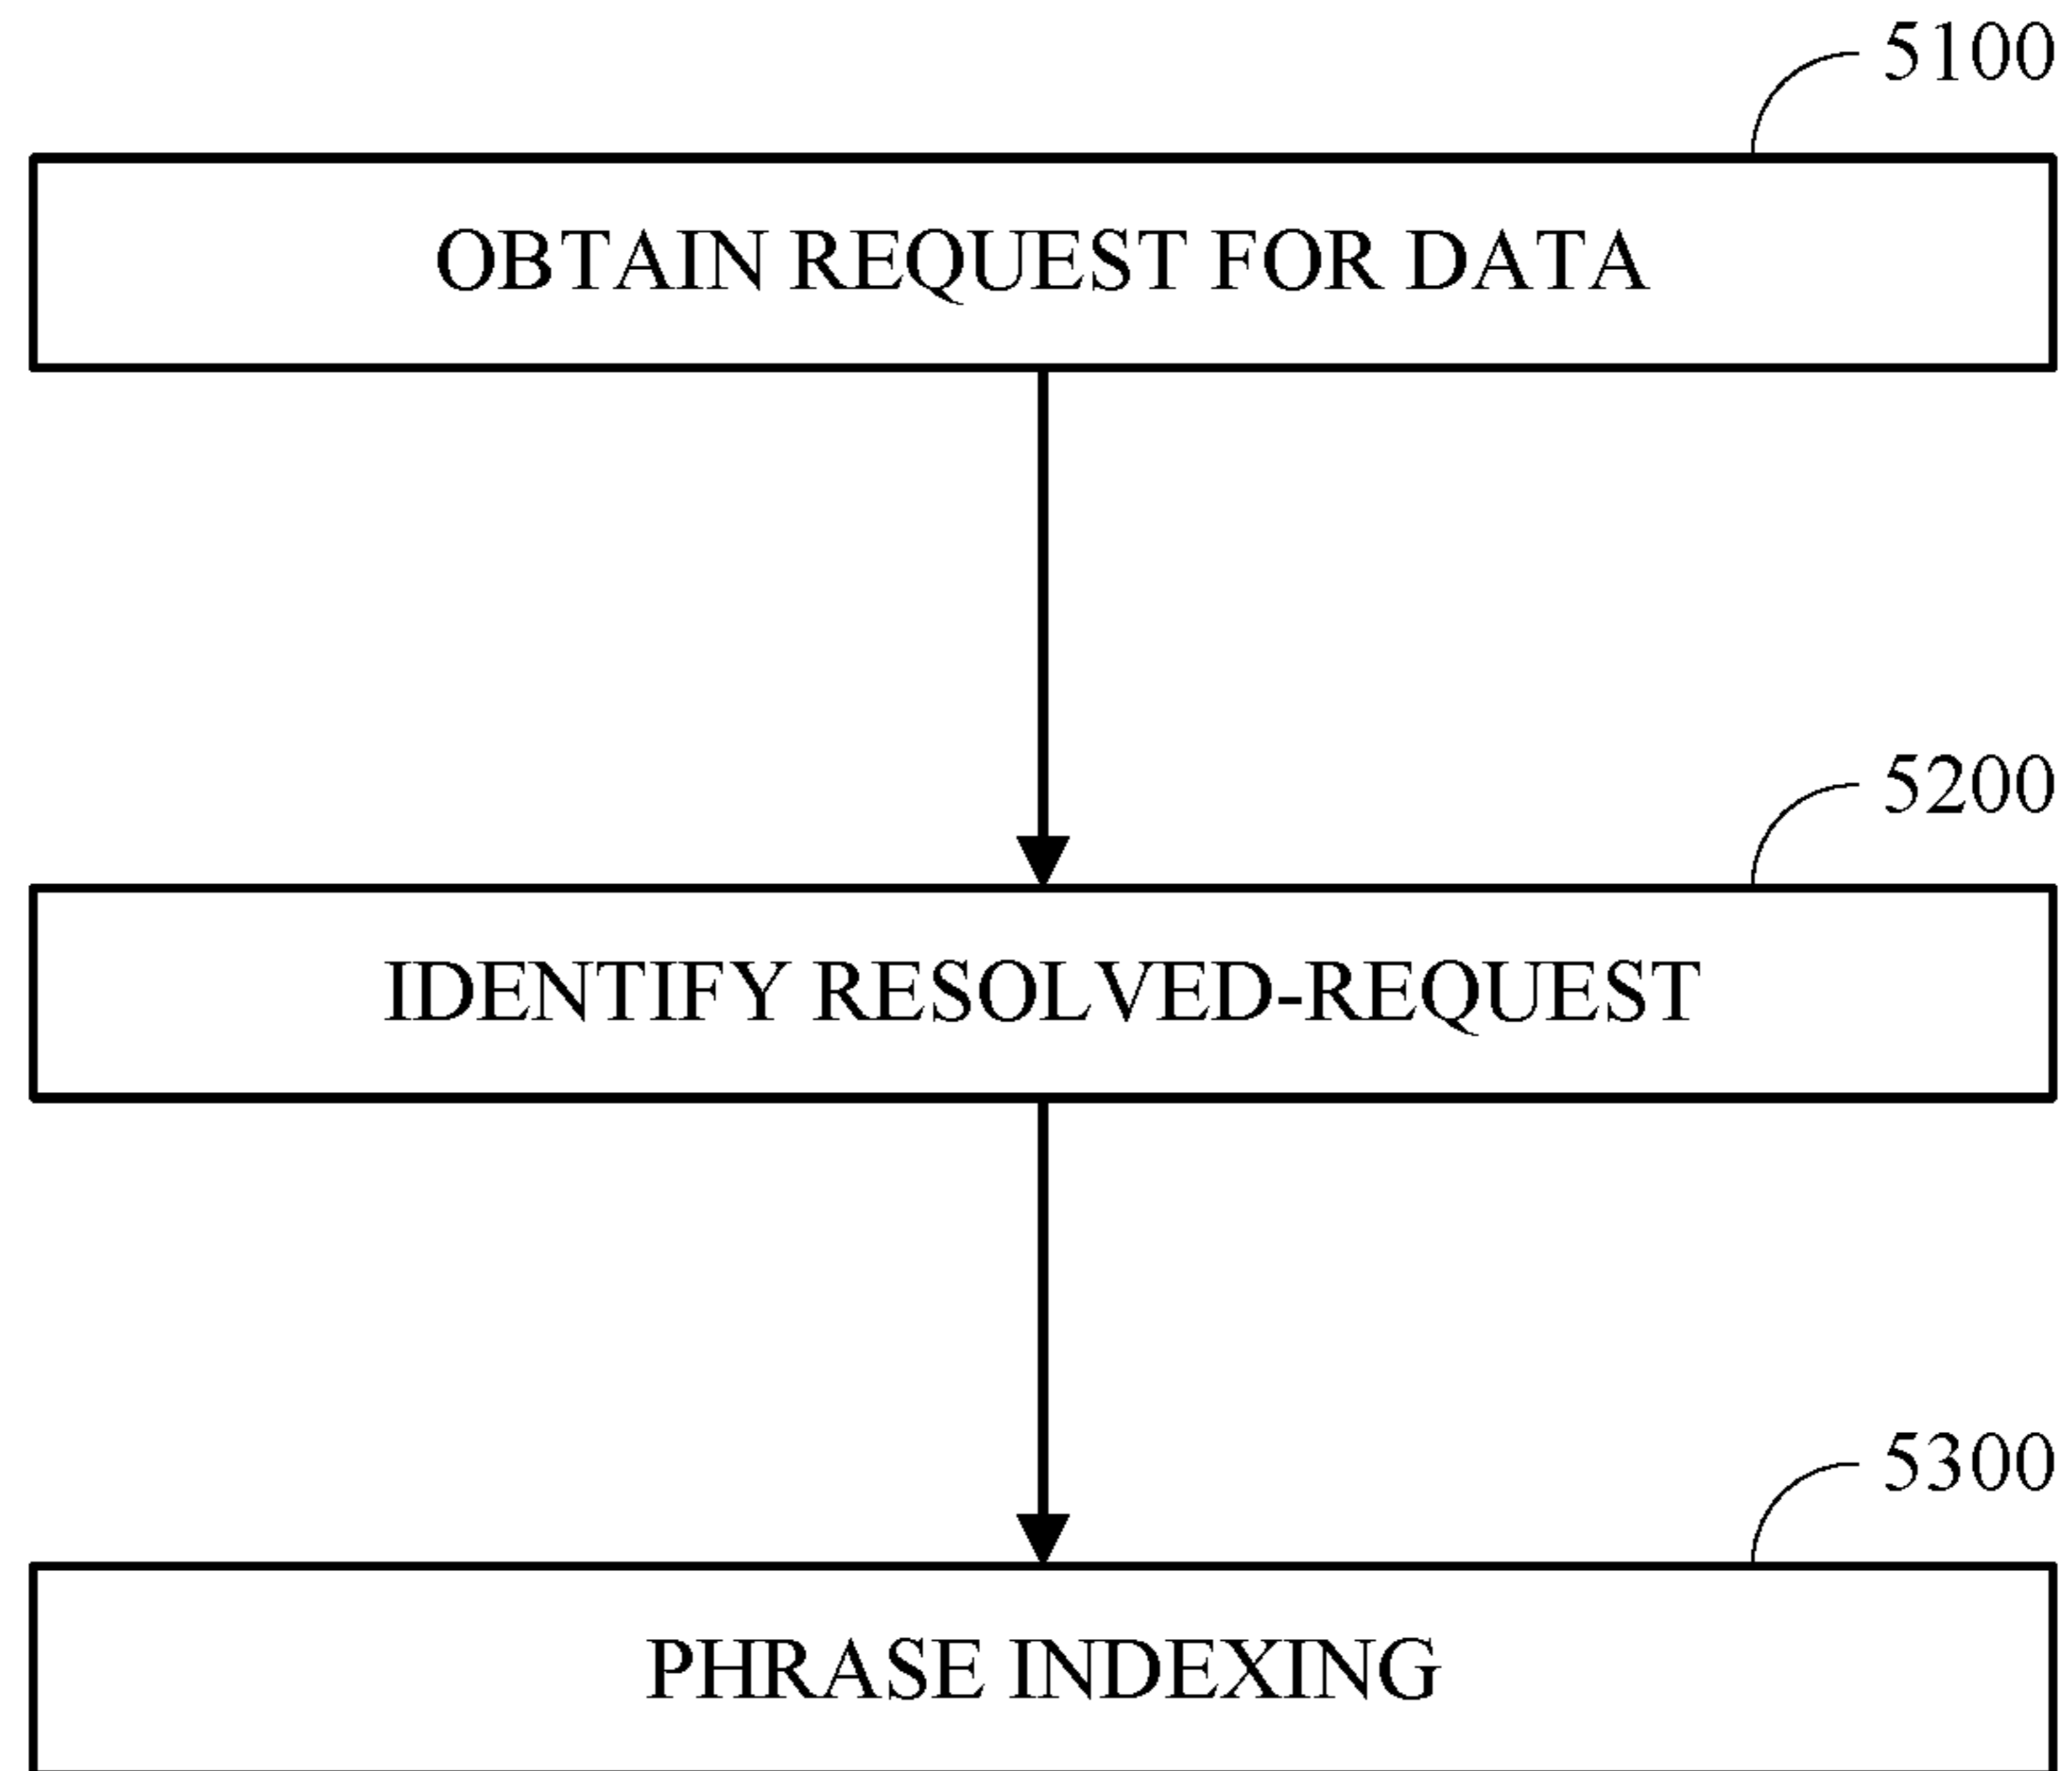 5100
OBTAIN REQUEST FOR DATA
5200
IDENTIFY RESOLVED-REQUEST
5300
PHRASE INDEXING